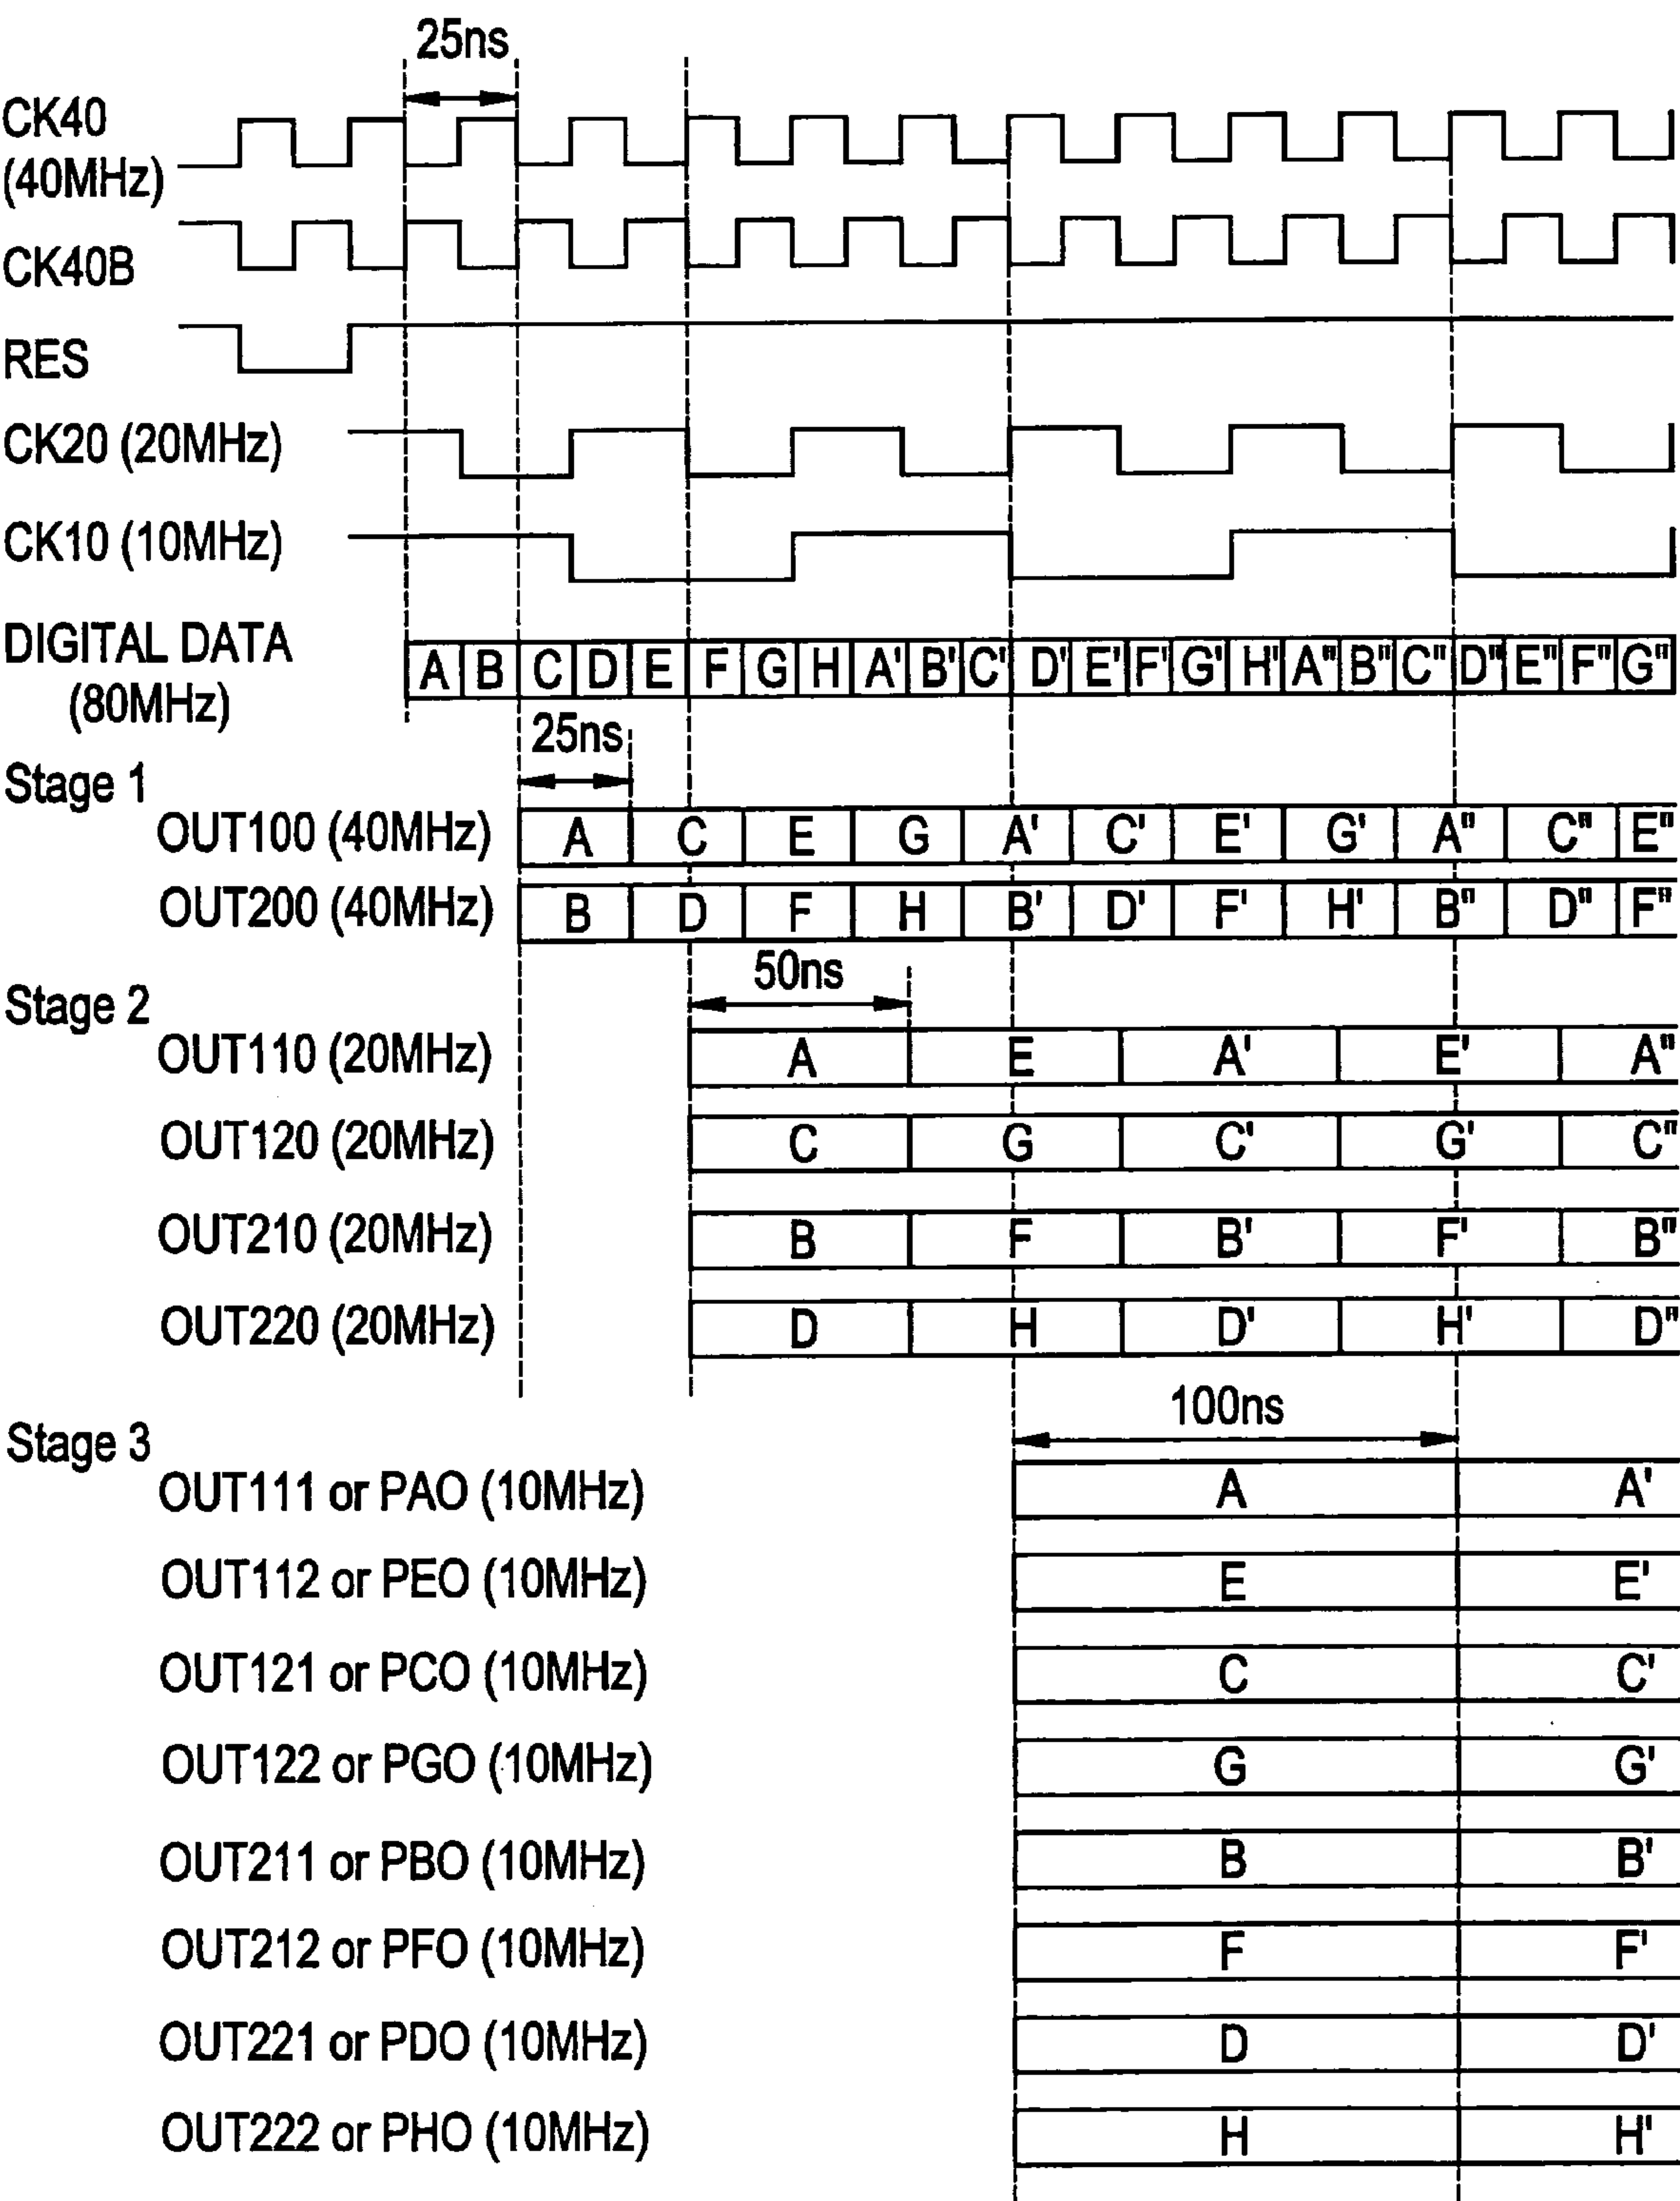 25ns
CK40
(40MHz)
CK40B
RES
CK20 (20MHz)
CK10 (10MHz)
DIGITAL DATA
(80MHz)
A B C D E F G H A' B' C' D' E' F' G' H' A" B" C" D" E" F" G"
25ns
Stage 1
OUT100 (40MHz) A C E G A' C' E' G' A" C" E"
OUT200 (40MHz) B D F H B' D' F' H' B" D" F"
50ns
Stage 2
OUT110 (20MHz) A E A' E' A"
OUT120 (20MHz) C G C' G' C"
OUT210 (20MHz) B F B' F' B"
OUT220 (20MHz) D H D' H' D"
100ns
Stage 3
OUT111 or PAO (10MHz) A A'
OUT112 or PEO (10MHz) E E'
OUT121 or PCO (10MHz) C C'
OUT122 or PGO (10MHz) G G'
OUT211 or PBO (10MHz) B B'
OUT212 or PFO (10MHz) F F'
OUT221 or PDO (10MHz) D D'
OUT222 or PHO (10MHz) H H'